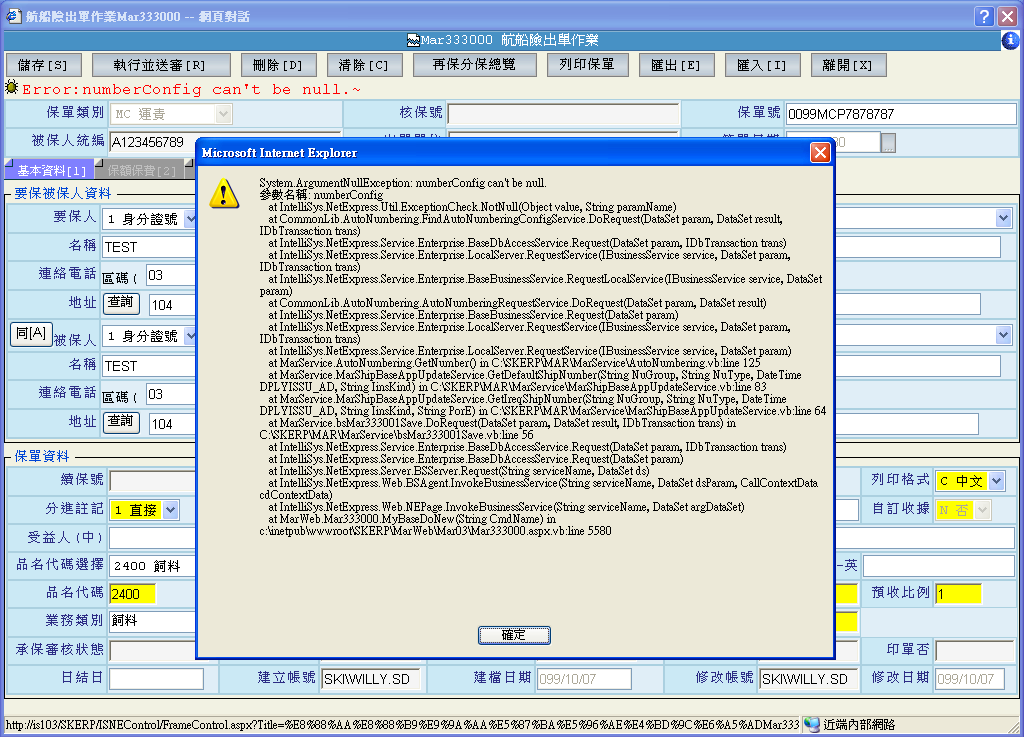 航船險出單作業Mar333000 -- 網頁對話
Mar333000 航船險出單作業
儲存[S] 執行並送審[R] 刪除[D] 清除[C] 再保分保總覽 列印保單 匯出[E] 匯入[I] 離開[X]
Error:numberConfig can't be null.~
保單類別 MC 運責 核保號 保單號 0099MCP7878787
被保人統編 A123456789
基本資料[1] 保額保費[2]
要保被保人資料
要保人 1 身分證號
名稱 TEST
連絡電話 區碼( 03
地址 查詢 104
同[A] 被保人 1 身分證號
名稱 TEST
連絡電話 區碼( 03
地址 查詢 104
Microsoft Internet Explorer
System.ArgumentNullException: numberConfig can't be null.
參數名稱: numberConfig
at IntelliSys.NetExpress.Util.ExceptionCheck.NotNull(Object value, String paramName)
at CommonLib.AutoNumbering.FindAutoNumberingConfigService.DoRequest(DataSet param, DataSet result,
IDbTransaction trans)
at IntelliSys.NetExpress.Service.Enterprise.BaseDbAccessService.Request(DataSet param, IDbTransaction trans)
at IntelliSys.NetExpress.Service.Enterprise.LocalServer.RequestService(IBusinessService service, DataSet param,
IDbTransaction trans)
at IntelliSys.NetExpress.Service.Enterprise.BaseBusinessService.RequestLocalService(IBusinessService service, DataSet
param)
at CommonLib.AutoNumbering.AutoNumberingRequestService.DoRequest(DataSet param, DataSet result)
at IntelliSys.NetExpress.Service.Enterprise.BaseBusinessService.Request(DataSet param)
at IntelliSys.NetExpress.Service.Enterprise.LocalServer.RequestService(IBusinessService service, DataSet param,
IDbTransaction trans)
at IntelliSys.NetExpress.Service.Enterprise.LocalServer.RequestService(IBusinessService service, DataSet param)
at MarService.AutoNumbering.GetNumber() in C:\SKERP\MAR\MarService\AutoNumbering.vb:line 125
at MarService.MarShipBaseAppUpdateService.GetDefaultShipNumber(String NuGroup, String NuType, DateTime
DPLYISSU_AD, String IinsKind) in C:\SKERP\MAR\MarService\MarShipBaseAppUpdateService.vb:line 83
at MarService.MarShipBaseAppUpdateService.GetIreqShipNumber(String NuGroup, String NuType, DateTime
DPLYISSU_AD, String IinsKind, String PorE) in C:\SKERP\MAR\MarService\MarShipBaseAppUpdateService.vb:line 64
at MarService.bsMar333001Save.DoRequest(DataSet param, DataSet result, IDbTransaction trans) in
C:\SKERP\MAR\MarService\bsMar333001Save.vb:line 56
at IntelliSys.NetExpress.Service.Enterprise.BaseDbAccessService.Request(DataSet param, IDbTransaction trans)
at IntelliSys.NetExpress.Service.Enterprise.BaseDbAccessService.Request(DataSet param)
at IntelliSys.NetExpress.Server.BSServer.Request(String serviceName, DataSet ds)
at IntelliSys.NetExpress.Web.BSAgent.InvokeBusinessService(String serviceName, DataSet dsParam, CallContextData
cdContextData)
at IntelliSys.NetExpress.Web.NEPage.InvokeBusinessService(String serviceName, DataSet argDataSet)
at MarWeb.Mar333000.MyBaseDoNew(String CmdName) in
c:\inetpub\wwwroot\SKERP\MarWeb\Mar03\Mar333000.aspx.vb:line 5580
確定
保單資料
續保號 列印格式 C 中文
分進註記 1 直接 自訂收據 N 否
受益人(中)
品名代碼選擇 2400 飼料 -英
品名代碼 2400 預收比例 1
業務類別 飼料
承保審核狀態 印單否
日結日 建立帳號 SKIWILLY.SD 建檔日期 099/10/07 修改帳號 SKIWILLY.SD 修改日期 099/10/07
http://is103/SKERP/ISNEControl/FrameControl.aspx?Title=%E8%88%AA%E8%88%B9%E9%9A%AA%E5%87%BA%E5%96%AE%E4%BD%9C%E6%A5%ADMar333 近端內部網路